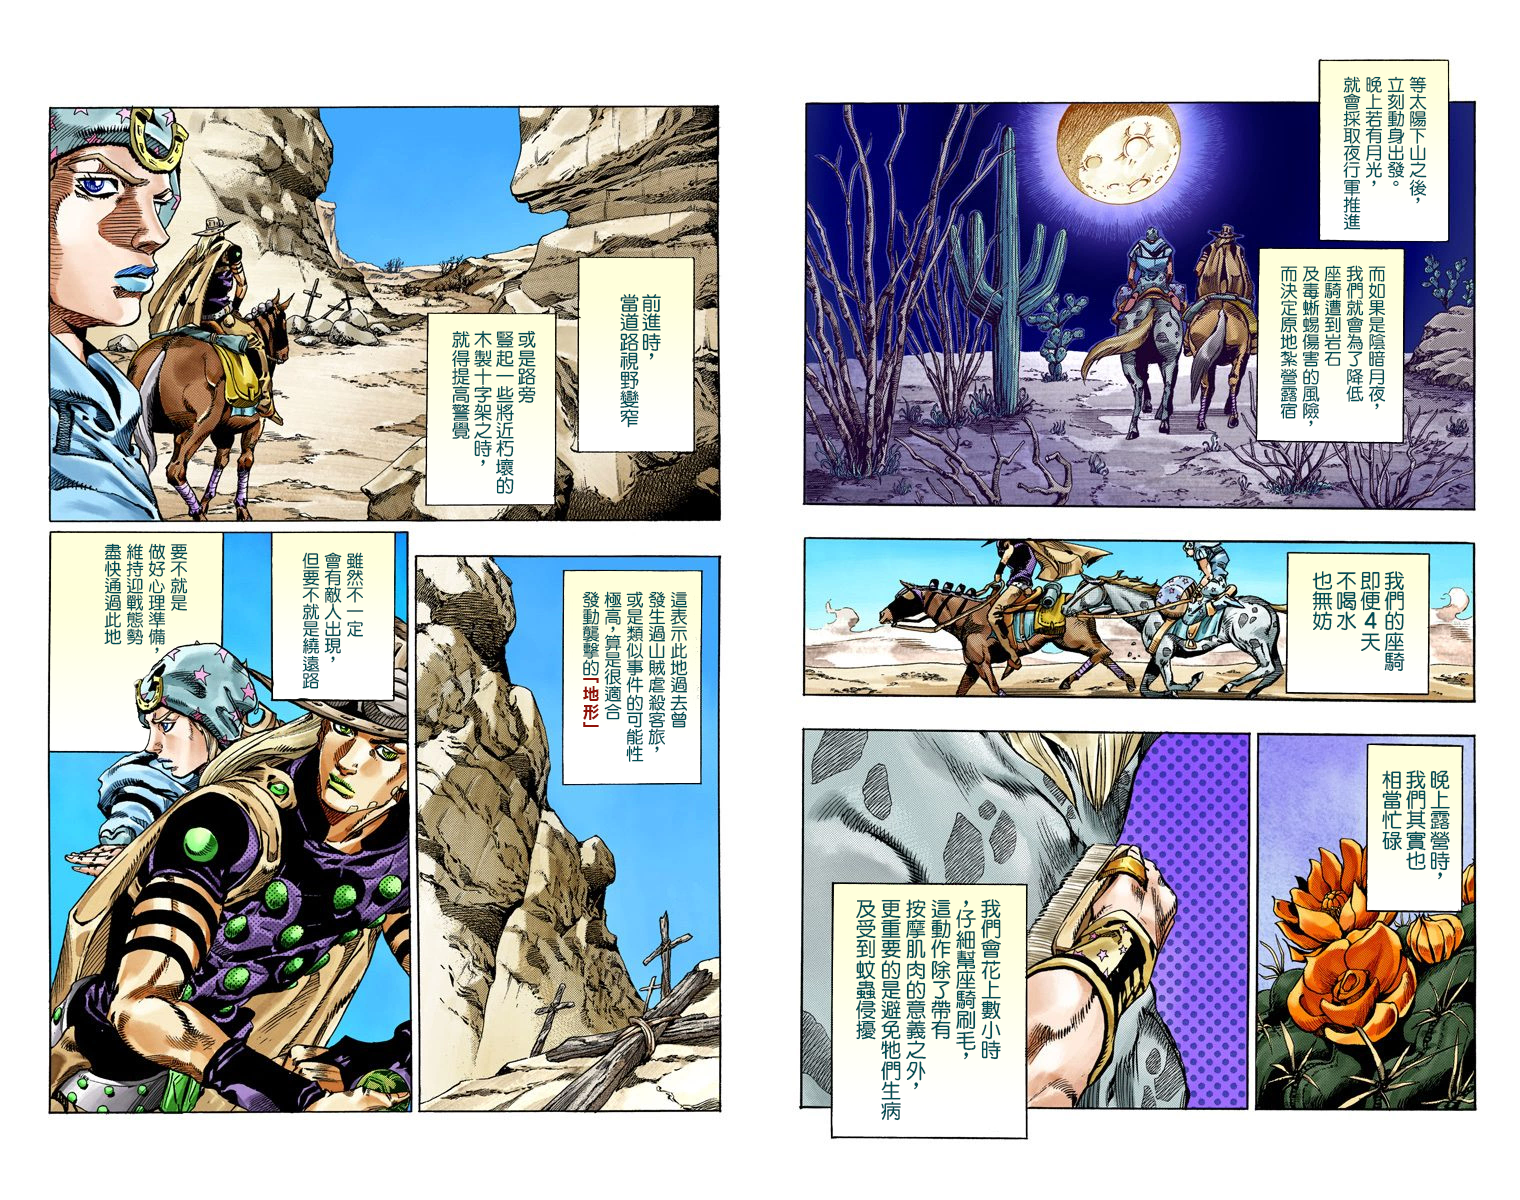 等太陽下山之後，
立刻動身出發。
晚上若有月光，
就會採取夜行軍推進
而如果是陰暗月夜，
我們就會為了降低
座騎遭到岩石
及毒蜥蜴傷害的風險，
而決定原地紮營露宿
我們的座騎
即便4天
不喝水
也無妨
晚上露營時，
我們其實也
相當忙碌
我們會花上數小時
，仔細幫座騎刷毛，
這動作除了帶有
按摩肌肉的意義之外，
更重要的是避免牠們生病
及受到蚊蟲侵擾
前進時，
當道路視野變窄
或是路旁
豎起一些將近朽壞的
木製十字架之時，
就得提高警覺
這表示此地過去曾
發生過山賊虐殺客旅，
或是類似事件的可能性
極高，算是很適合
發動襲擊的「地形」
雖然不一定
會有敵人出現，
但要不就是繞遠路
要不就是
做好心理準備，
維持迎戰態勢
盡快通過此地